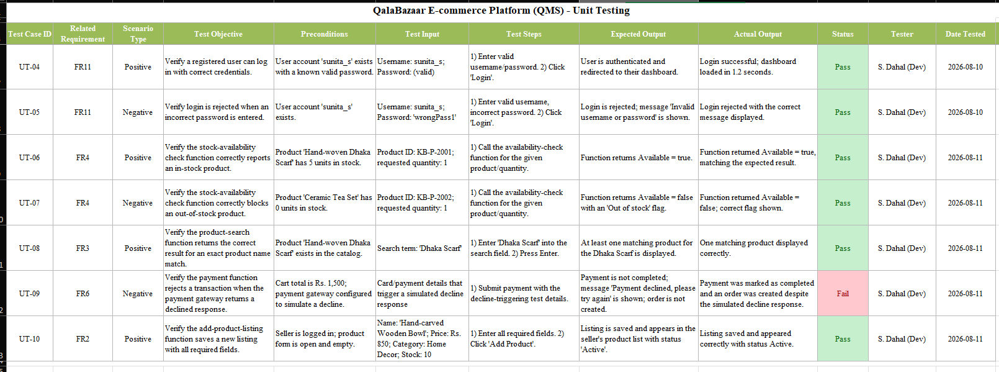 QalaBazaar E-commerce Platform (QMS) - Unit Testing
Test Case ID
Related
Requirement
Scenario
Type
Test Objective
Preconditions
Test Input
Test Steps
Expected Output
Actual Output
Status
Tester
Date Tested
UT-04
FR11
Positive
Verify a registered user can log
in with correct credentials.
User account 'sunita_s' exists
with a known valid password.
Username: sunita_s;
Password: (valid)
1) Enter valid
username/password. 2) Click
'Login'.
User is authenticated and
redirected to their dashboard.
Login successful; dashboard
loaded in 1.2 seconds.
Pass
S. Dahal (Dev)
2026-08-10
UT-05
FR11
Negative
Verify login is rejected when an
incorrect password is entered.
User account 'sunita_s'
exists.
Username: sunita_s;
Password: 'wrongPass1'
1) Enter valid username,
incorrect password. 2) Click
'Login'.
Login is rejected; message 'Invalid
username or password' is shown.
Login rejected with the correct
message displayed.
Pass
S. Dahal (Dev)
2026-08-10
UT-06
FR4
Positive
Verify the stock-availability
check function correctly reports
an in-stock product.
Product 'Hand-woven Dhaka
Scarf' has 5 units in stock.
Product ID: KB-P-2001;
requested quantity: 1
1) Call the availability-check
function for the given
product/quantity.
Function returns Available = true.
Function returned Available = true,
matching the expected result.
Pass
S. Dahal (Dev)
2026-08-11
UT-07
FR4
Negative
Verify the stock-availability
check function correctly blocks
an out-of-stock product.
Product 'Ceramic Tea Set' has
0 units in stock.
Product ID: KB-P-2002;
requested quantity: 1
1) Call the availability-check
function for the given
product/quantity.
Function returns Available = false
with an 'Out of stock' flag.
Function returned Available =
false; correct flag shown.
Pass
S. Dahal (Dev)
2026-08-11
UT-08
FR3
Positive
Verify the product-search
function returns the correct
result for an exact product name
match.
Product 'Hand-woven Dhaka
Scarf' exists in the catalog.
Search term: 'Dhaka Scarf'
1) Enter 'Dhaka Scarf' into the
search field. 2) Press Enter.
At least one matching product for
the Dhaka Scarf is displayed.
One matching product displayed
correctly.
Pass
S. Dahal (Dev)
2026-08-11
UT-09
FR6
Negative
Verify the payment function
rejects a transaction when the
payment gateway returns a
declined response.
Cart total is Rs. 1,500;
payment gateway configured
to simulate a decline.
Card/payment details that
trigger a simulated decline
response
1) Submit payment with the
decline-triggering test details.
Payment is not completed;
message 'Payment declined, please
try again' is shown; order is not
created.
Payment was marked as completed
and an order was created despite
the simulated decline response.
Fail
S. Dahal (Dev)
2026-08-11
UT-10
FR2
Positive
Verify the add-product-listing
function saves a new listing
with all required fields.
Seller is logged in; product
form is open and empty.
Name: 'Hand-carved
Wooden Bowl'; Price: Rs.
850; Category: Home
Decor; Stock: 10
1) Enter all required fields. 2)
Click 'Add Product'.
Listing is saved and appears in the
seller's product list with status
'Active'.
Listing saved and appeared
correctly with status Active.
Pass
S. Dahal (Dev)
2026-08-11